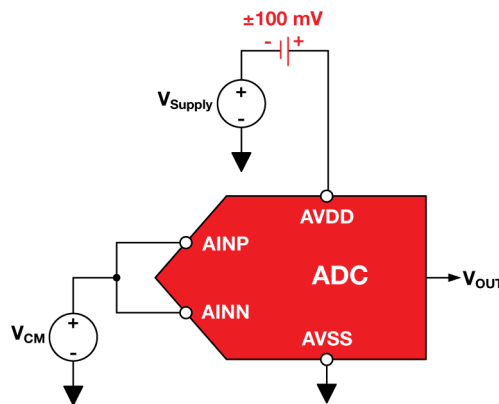 ±100 mV
- +
VSupply
+
-
AVDD
AINP
ADC
VOUT
AINN
VCM
+
-
AVSS